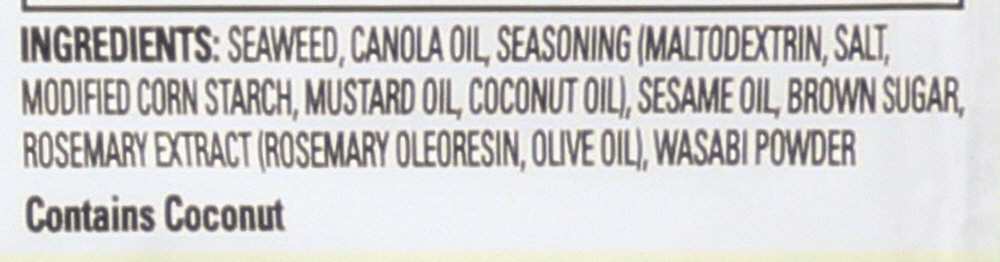 INGREDIENTS: SEAWEED, CANOLA OIL, SEASONING (MALTODEXTRIN, SALT,
MODIFIED CORN STARCH, MUSTARD OIL, COCONUT OIL), SESAME OIL, BROWN SUGAR,
ROSEMARY EXTRACT (ROSEMARY OLEORESIN, OLIVE OIL), WASABI POWDER
Contains Coconut